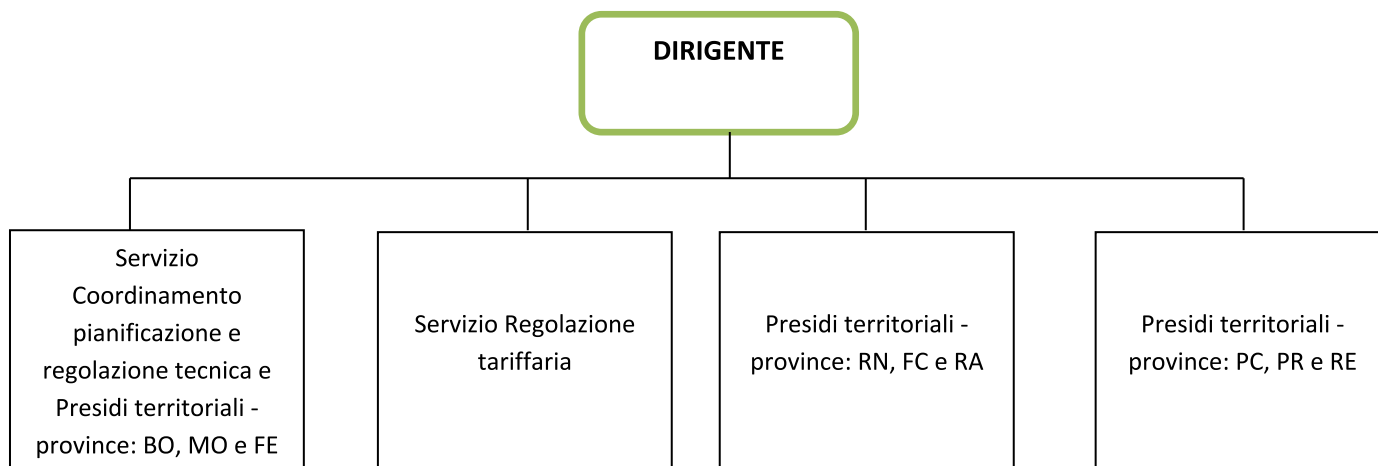 DIRIGENTE
Servizio
Coordinamento
pianificazione e
regolazione tecnica e
Presidi territoriali -
province: BO, MO e FE
Servizio Regolazione
tariffaria
Presidi territoriali -
province: RN, FC e RA
Presidi territoriali -
province: PC, PR e RE